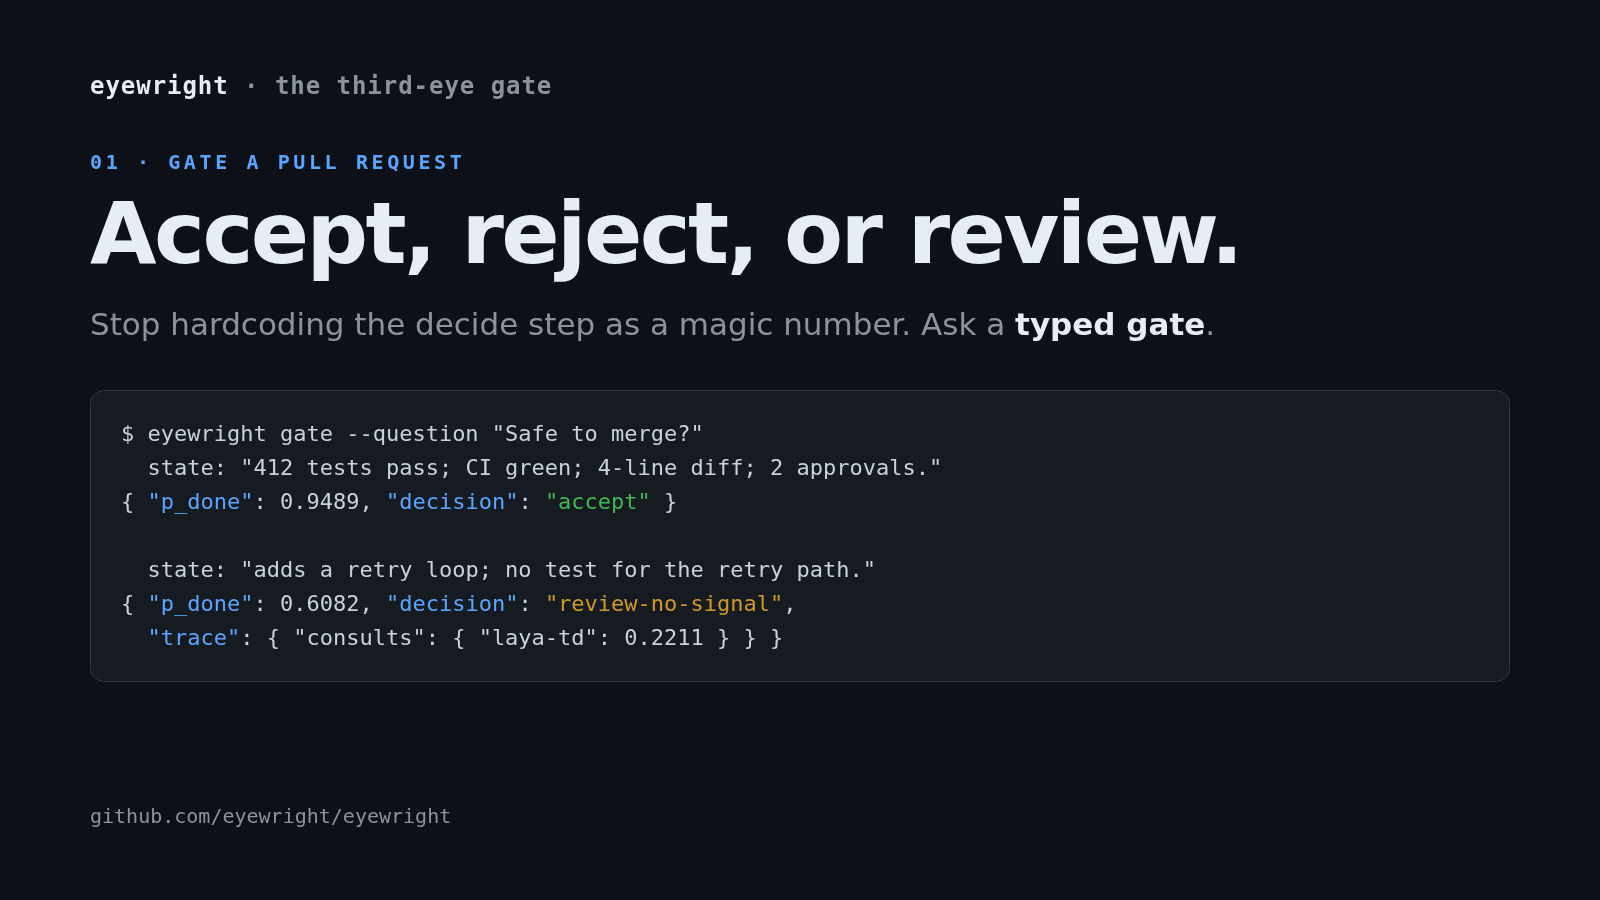 eyewright · the third-eye gate
01 · GATE A PULL REQUEST
Accept, reject, or review.
Stop hardcoding the decide step as a magic number. Ask a typed gate.
$ eyewright gate --question "Safe to merge?"
state: "412 tests pass; CI green; 4-line diff; 2 approvals."
{ "p_done": 0.9489, "decision": "accept" }
state: "adds a retry loop; no test for the retry path."
{ "p_done": 0.6082, "decision": "review-no-signal",
"trace": { "consults": { "laya-td": 0.2211 } } }
github.com/eyewright/eyewright